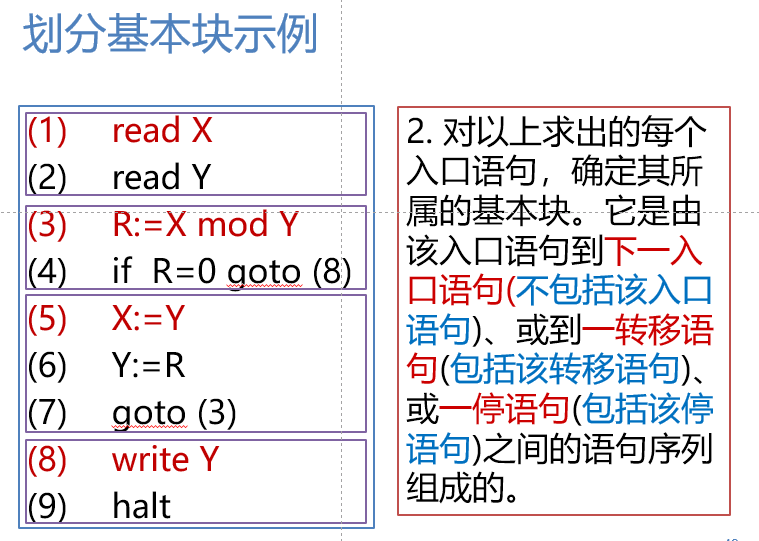 划分基本块示例
(1) read X
(2) read Y
(3) R:=X mod Y
(4) if R=0 goto (8)
(5) X:=Y
(6) Y:=R
(7) goto (3)
(8) write Y
(9) halt
2. 对以上求出的每个
入口语句，确定其所
属的基本块。它是由
该入口语句到下一入
口语句(不包括该入口
语句)、或到一转移语
句(包括该转移语句)、
或一停语句(包括该停
语句)之间的语句序列
组成的。